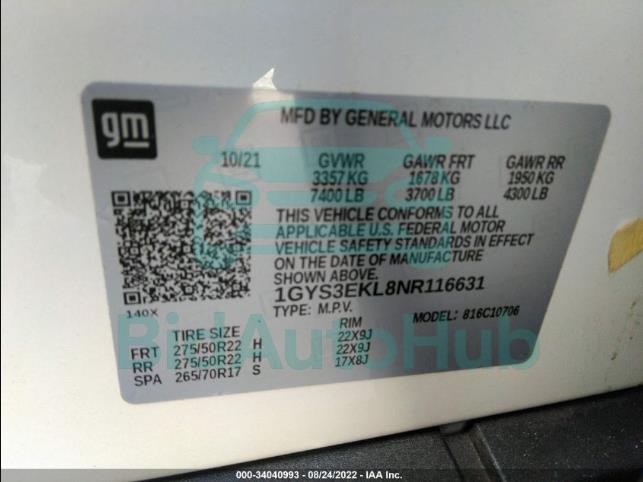 gm
MFD BY GENERAL MOTORS LLC
10/21 GVWR GAWR FRT GAWR RR
3357 KG 1678 KG 1950 KG
7400 LB 3700 LB 4300 LB
THIS VEHICLE CONFORMS TO ALL
APPLICABLE U.S. FEDERAL MOTOR
VEHICLE SAFETY STANDARDS IN EFFECT
ON THE DATE OF MANUFACTURE
SHOWN ABOVE.
1GYS3EKL8NR116631
140X
TYPE: M.P.V. MODEL: 816C10706
TIRE SIZE RIM
FRT 275/50R22 H 22X9J
RR 275/50R22 H 22X9J
SPA 265/70R17 S 17X8J
BidAutoHub
000-34040993 - 08/24/2022 - IAA Inc.